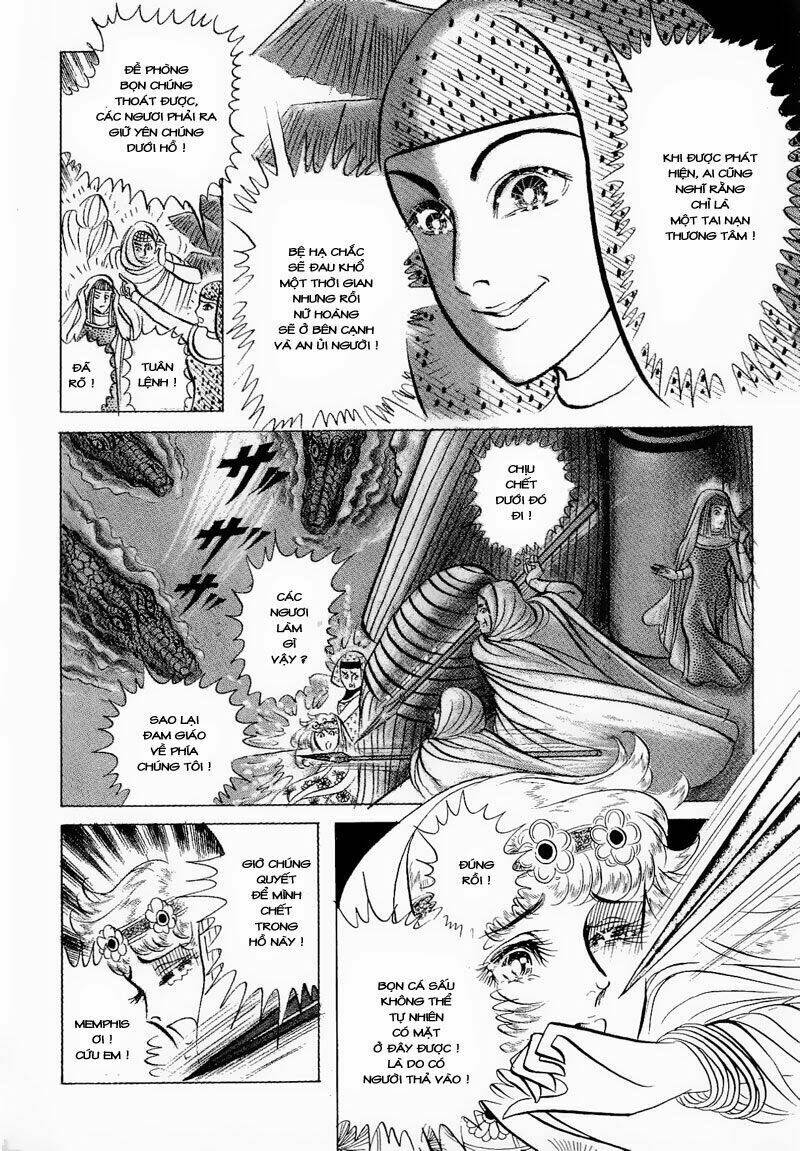 ĐỀ PHÒNG
BỌN CHÚNG
THOÁT ĐƯỢC,
CÁC NGƯƠI PHẢI RA
GIỮ YÊN CHÚNG
DƯỚI HỒ !
KHI ĐƯỢC PHÁT
HIỆN, AI CŨNG
NGHĨ RẰNG
CHỈ LÀ
MỘT TAI NẠN
THƯƠNG TÂM !
BỆ HẠ CHẮC
SẼ ĐAU KHỔ
MỘT THỜI GIAN
NHƯNG RỒI
NỮ HOÀNG
SẼ Ở BÊN CẠNH
VÀ AN ỦI NGƯỜI !
ĐÃ
RÕ !
TUÂN
LỆNH !
ザザザ
CHỊU
CHẾT
DƯỚI ĐÓ
ĐI !
CÁC
NGƯƠI
LÀM
GÌ
VẬY ?
SAO LẠI
ĐAM GIÁO
VỀ PHÍA
CHÚNG TÔI !
GIỜ CHÚNG
QUYẾT
ĐỂ MÌNH
CHẾT
TRONG
HỒ NÀY !
MEMPHIS
ƠI !
CỨU EM !
ĐÚNG
RỒI !
BỌN CÁ SẤU
KHÔNG THỂ
TỰ NHIÊN
CÓ MẶT
Ở ĐÂY ĐƯỢC !
LÀ DO CÓ
NGƯỜI THẢ VÀO !